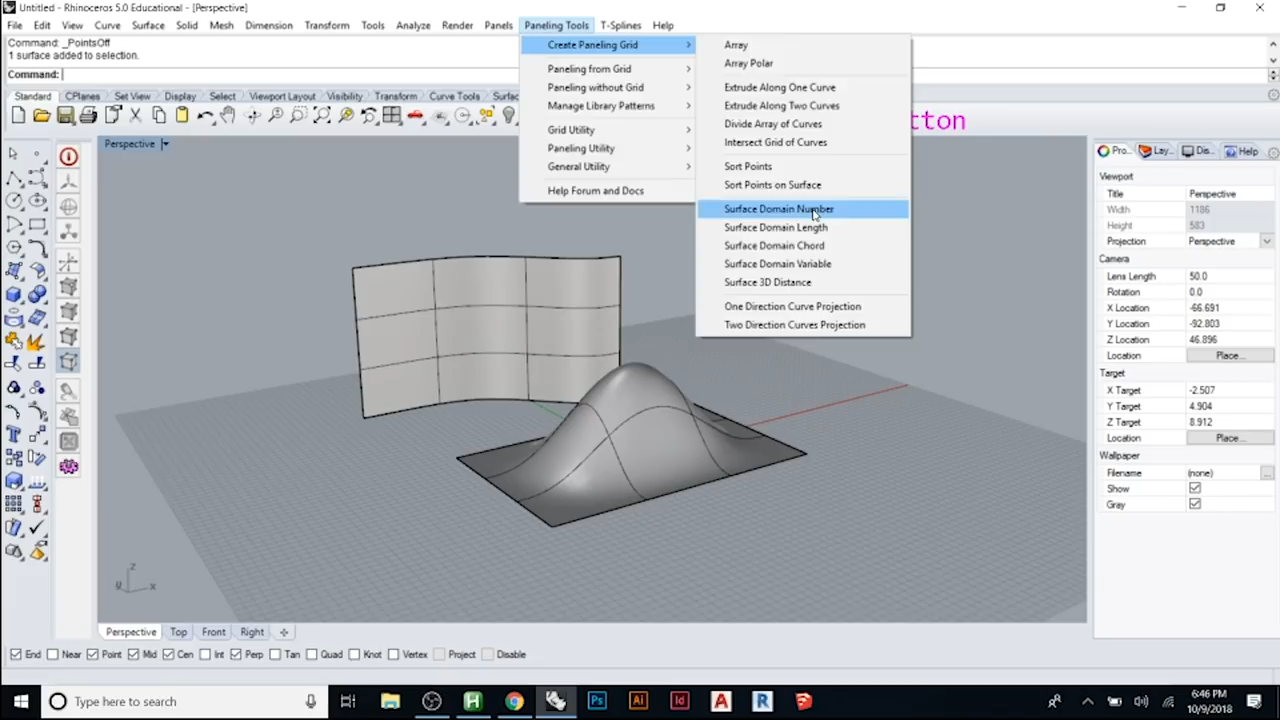 Untitled - Rhinoceros 5.0 Educational - [Perspective]
File Edit View Curve Surface Solid Mesh Dimension Transform Tools Analyze Render Panels Paneling Tools T-Splines Help
Command: _PointsOff
1 surface added to selection.
Command:
Standard CPlanes Set View Display Select Viewport Layout Visibility Transform Curve Tools Surfac
tton
Create Paneling Grid
Paneling from Grid
Paneling without Grid
Manage Library Patterns
Grid Utility
Paneling Utility
General Utility
Help Forum and Docs
Array
Array Polar
Extrude Along One Curve
Extrude Along Two Curves
Divide Array of Curves
Intersect Grid of Curves
Sort Points
Sort Points on Surface
Surface Domain Number
Surface Domain Length
Surface Domain Chord
Surface Domain Variable
Surface 3D Distance
One Direction Curve Projection
Two Direction Curves Projection
Perspective
z
y x
Pro... Lay... Dis... Help
Viewport
Title Perspective
Width 1186
Height 583
Projection Perspective
Camera
Lens Length 50.0
Rotation 0.0
X Location -66.691
Y Location -92.803
Z Location 46.896
Location Place...
Target
X Target -2.507
Y Target 4.904
Z Target 8.912
Location Place...
Wallpaper
Filename (none) ...
Show
Gray
Perspective Top Front Right
End Near Point Mid Cen Int Perp Tan Quad Knot Vertex Project Disable
Type here to search
Ps Ai Id A R
6:46 PM
10/9/2018